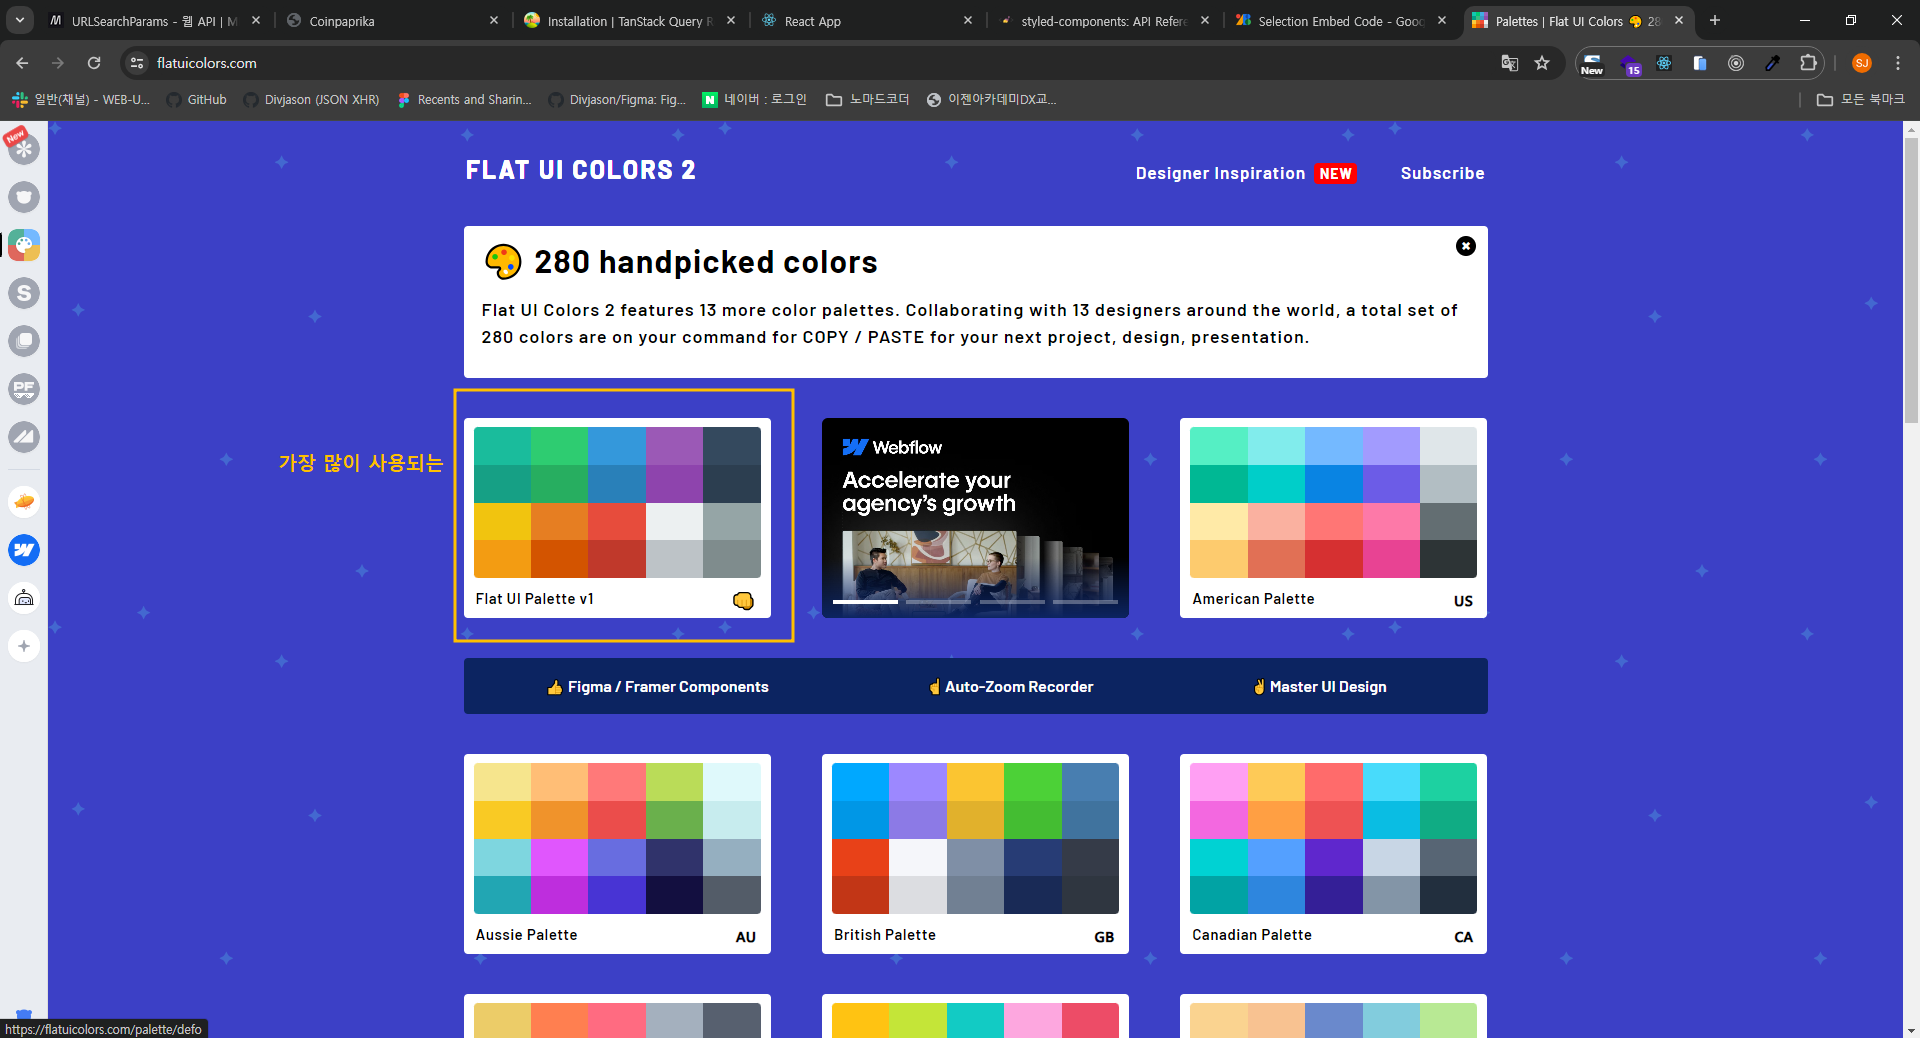 URLSearchParams - 웹 API | M
Coinpaprika
Installation | TanStack Query R
React App
styled-components: API Refere
Selection Embed Code - Goog
Palettes | Flat UI Colors 🎨 28
flatuicolors.com
New
15
SJ
일반(채널) - WEB-U...
GitHub
Divjason (JSON XHR)
Recents and Sharin...
Divjason/Figma: Fig...
네이버 : 로그인
노마드코더
이젠아카데미DX교...
모든 북마크
New
S
PF
FLAT UI COLORS 2
Designer Inspiration NEW
Subscribe
🎨 280 handpicked colors
Flat UI Colors 2 features 13 more color palettes. Collaborating with 13 designers around the world, a total set of
280 colors are on your command for COPY / PASTE for your next project, design, presentation.
가장 많이 사용되는
Flat UI Palette v1
Webflow
Accelerate your
agency's growth
American Palette
US
👍 Figma / Framer Components
☝ Auto-Zoom Recorder
✌ Master UI Design
Aussie Palette
AU
British Palette
GB
Canadian Palette
CA
https://flatuicolors.com/palette/defo